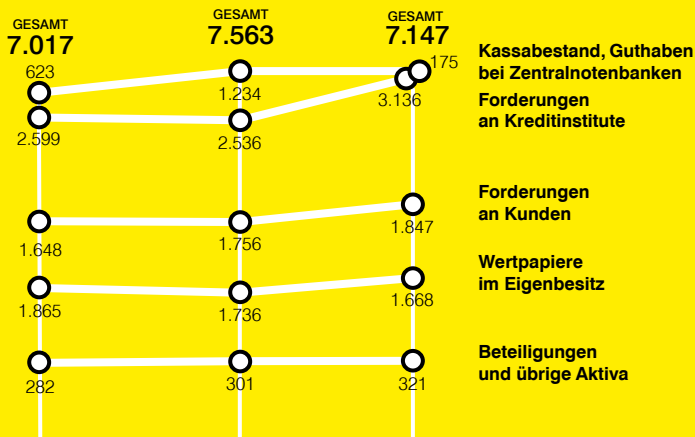 GESAMT GESAMT GESAMT
7.017 7.563 7.147
623 1.234 175 Kassabestand, Guthaben
bei Zentralnotenbanken
2.599 2.536 3.136 Forderungen
an Kreditinstitute
1.648 1.756 1.847 Forderungen
an Kunden
1.865 1.736 1.668 Wertpapiere
im Eigenbesitz
282 301 321 Beteiligungen
und übrige Aktiva